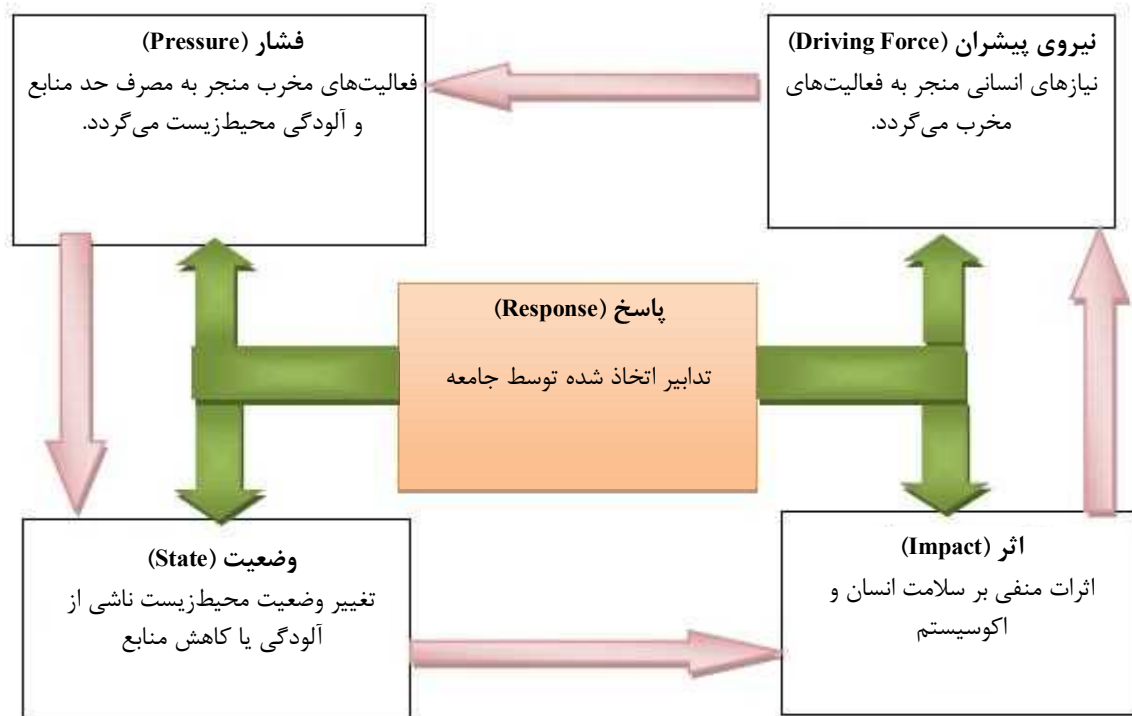 نیروی پیشران (Driving Force)
نیازهای انسانی منجر به فعالیت‌های
مخرب می‌گردد.
فشار (Pressure)
فعالیت‌های مخرب منجر به مصرف حد منابع
و آلودگی محیط‌زیست می‌گردد.
پاسخ (Response)
تدابیر اتخاذ شده توسط جامعه
وضعیت (State)
تغییر وضعیت محیط‌زیست ناشی از
آلودگی یا کاهش منابع
اثر (Impact)
اثرات منفی بر سلامت انسان و
اکوسیستم